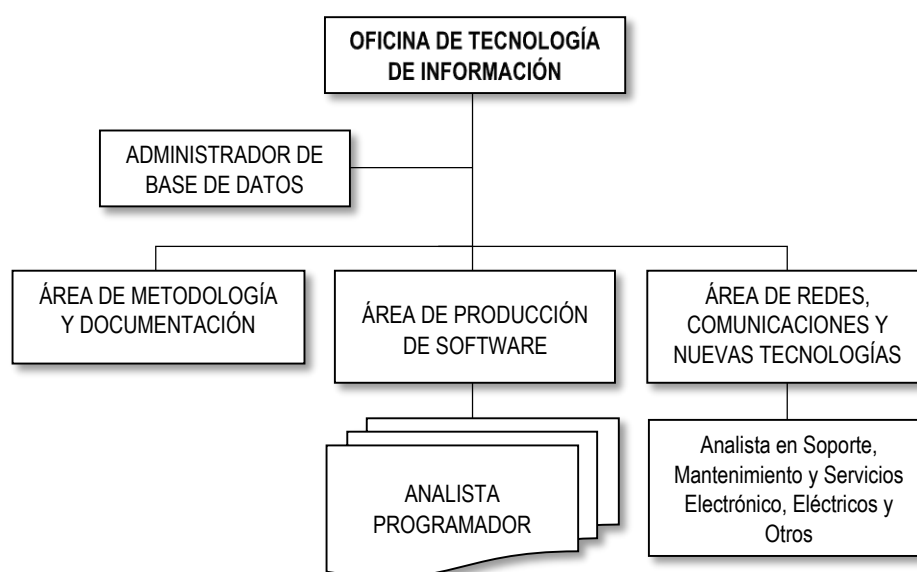 OFICINA DE TECNOLOGÍA
DE INFORMACIÓN
ADMINISTRADOR DE
BASE DE DATOS
ÁREA DE METODOLOGÍA
Y DOCUMENTACIÓN
ÁREA DE PRODUCCIÓN
DE SOFTWARE
ÁREA DE REDES,
COMUNICACIONES Y
NUEVAS TECNOLOGÍAS
ANALISTA
PROGRAMADOR
Analista en Soporte,
Mantenimiento y Servicios
Electrónico, Eléctricos y
Otros